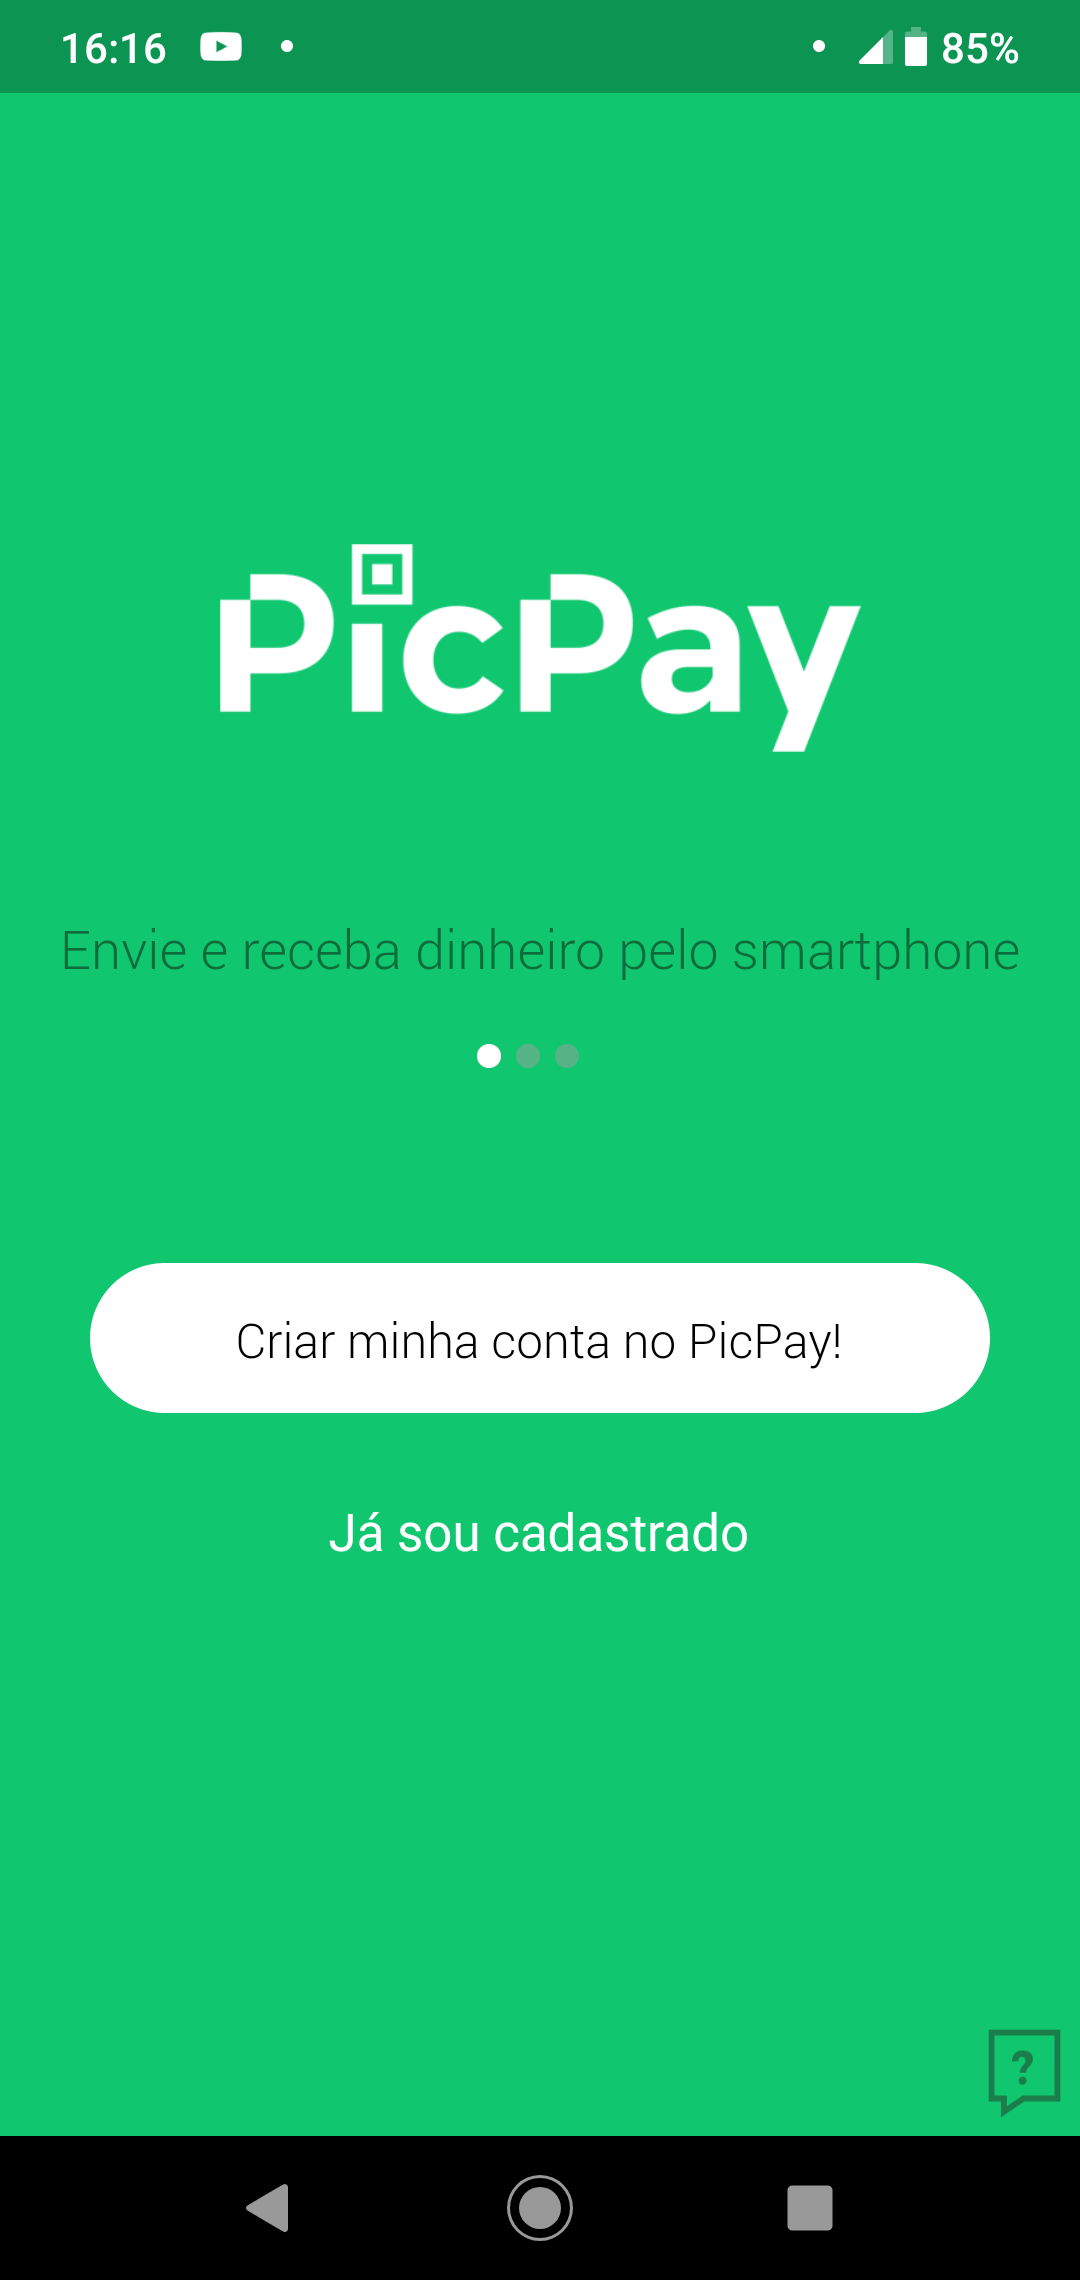 16:16
85%
PicPay
Envie e receba dinheiro pelo smartphone
Criar minha conta no PicPay!
Já sou cadastrado
?